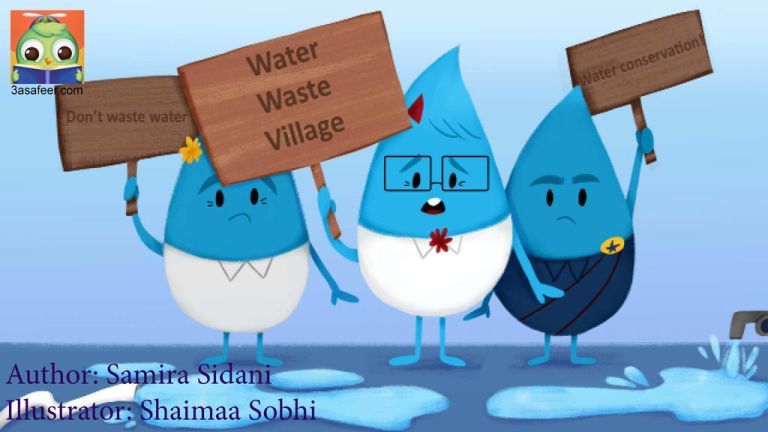 3asafeer.com
Don't waste water
Water
Waste
Village
Water conservation!
Author: Samira Sidani
Illustrator: Shaimaa Sobhi